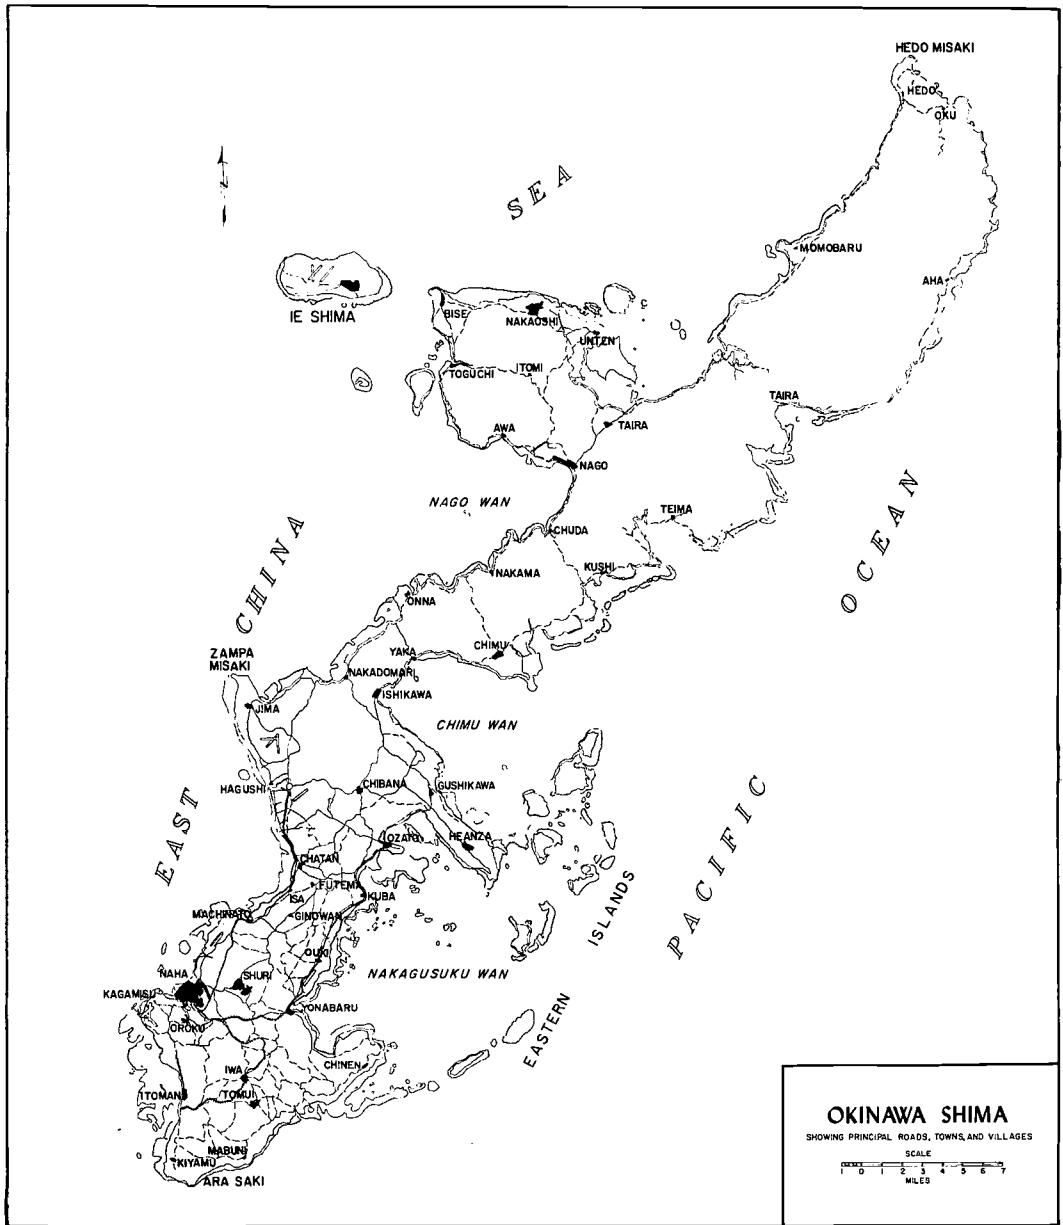 HEDO MISAKI
HEDO
OKU
N
SEA
MOMOBARU
AHA
IE SHIMA
BISE
NAKAOSHI
UNTEN
TOGUCHI
ITOMI
TAIRA
AWA
TAIRA
NAGO
NAGO WAN
TEIMA
CHUDA
OCEAN
CHINA
NAKAMA
KUSHI
ONNA
ZAMPA
MISAKI
YAKA
CHIMU
NAKADOMARI
ISHIKAWA
JIMA
CHIMU WAN
HAGUSHI
CHIBANA
GUSHIKAWA
EAST
OZATO
HEANZA
PACIFIC
CHATAN
FUTEMA
ISA
KUBA
MACHINATO
GINOWAN
ISLANDS
OUKI
NAKAGUSUKU WAN
NAHA
SHURI
KAGAMISU
YONABARU
OROKU
EASTERN
CHINEN
IWA
ITOMAN
TOMUI
MABUNI
KIYAMU
ARA SAKI
OKINAWA SHIMA
SHOWING PRINCIPAL ROADS, TOWNS, AND VILLAGES
SCALE
1 0 1 2 3 4 5 6 7
MILES